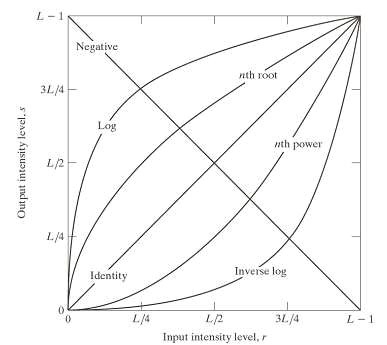 L − 1
Negative
nth root
3L/4
Log
nth power
Output intensity level, s
L/2
L/4
Identity
Inverse log
0
0
L/4
L/2
3L/4
L − 1
Input intensity level, r